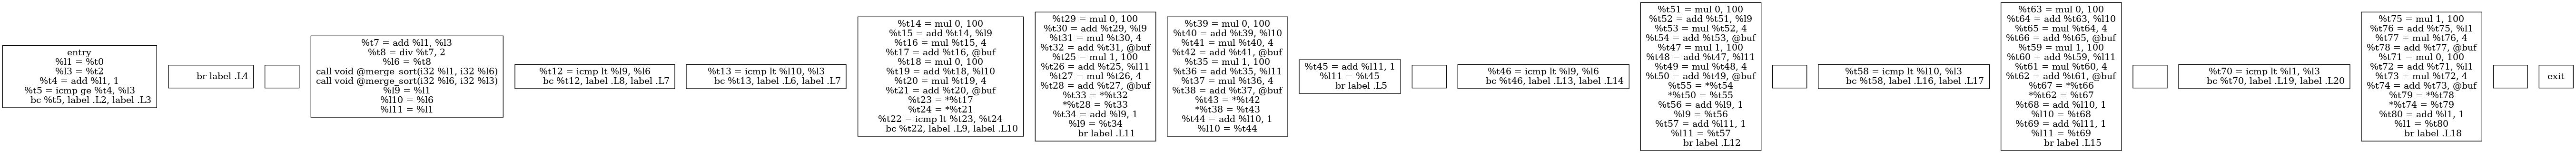 entry
%l1 = %t0
%l3 = %t2
%t4 = add %l1, 1
%t5 = icmp ge %t4, %l3
bc %t5, label .L2, label .L3
br label .L4
%t7 = add %l1, %l3
%t8 = div %t7, 2
%l6 = %t8
call void @merge_sort(i32 %l1, i32 %l6)
call void @merge_sort(i32 %l6, i32 %l3)
%l9 = %l1
%l10 = %l6
%l11 = %l1
%t12 = icmp lt %l9, %l6
bc %t12, label .L8, label .L7
%t13 = icmp lt %l10, %l3
bc %t13, label .L6, label .L7
%t14 = mul 0, 100
%t15 = add %t14, %l9
%t16 = mul %t15, 4
%t17 = add %t16, @buf
%t18 = mul 0, 100
%t19 = add %t18, %l10
%t20 = mul %t19, 4
%t21 = add %t20, @buf
%t23 = *%t17
%t24 = *%t21
%t22 = icmp lt %t23, %t24
bc %t22, label .L9, label .L10
%t29 = mul 0, 100
%t30 = add %t29, %l9
%t31 = mul %t30, 4
%t32 = add %t31, @buf
%t25 = mul 1, 100
%t26 = add %t25, %l11
%t27 = mul %t26, 4
%t28 = add %t27, @buf
%t33 = *%t32
*%t28 = %t33
%t34 = add %l9, 1
%l9 = %t34
br label .L11
%t39 = mul 0, 100
%t40 = add %t39, %l10
%t41 = mul %t40, 4
%t42 = add %t41, @buf
%t35 = mul 1, 100
%t36 = add %t35, %l11
%t37 = mul %t36, 4
%t38 = add %t37, @buf
%t43 = *%t42
*%t38 = %t43
%t44 = add %l10, 1
%l10 = %t44
%t45 = add %l11, 1
%l11 = %t45
br label .L5
%t46 = icmp lt %l9, %l6
bc %t46, label .L13, label .L14
%t51 = mul 0, 100
%t52 = add %t51, %l9
%t53 = mul %t52, 4
%t54 = add %t53, @buf
%t47 = mul 1, 100
%t48 = add %t47, %l11
%t49 = mul %t48, 4
%t50 = add %t49, @buf
%t55 = *%t54
*%t50 = %t55
%t56 = add %l9, 1
%l9 = %t56
%t57 = add %l11, 1
%l11 = %t57
br label .L12
%t58 = icmp lt %l10, %l3
bc %t58, label .L16, label .L17
%t63 = mul 0, 100
%t64 = add %t63, %l10
%t65 = mul %t64, 4
%t66 = add %t65, @buf
%t59 = mul 1, 100
%t60 = add %t59, %l11
%t61 = mul %t60, 4
%t62 = add %t61, @buf
%t67 = *%t66
*%t62 = %t67
%t68 = add %l10, 1
%l10 = %t68
%t69 = add %l11, 1
%l11 = %t69
br label .L15
%t70 = icmp lt %l1, %l3
bc %t70, label .L19, label .L20
%t75 = mul 1, 100
%t76 = add %t75, %l1
%t77 = mul %t76, 4
%t78 = add %t77, @buf
%t71 = mul 0, 100
%t72 = add %t71, %l1
%t73 = mul %t72, 4
%t74 = add %t73, @buf
%t79 = *%t78
*%t74 = %t79
%t80 = add %l1, 1
%l1 = %t80
br label .L18
exit